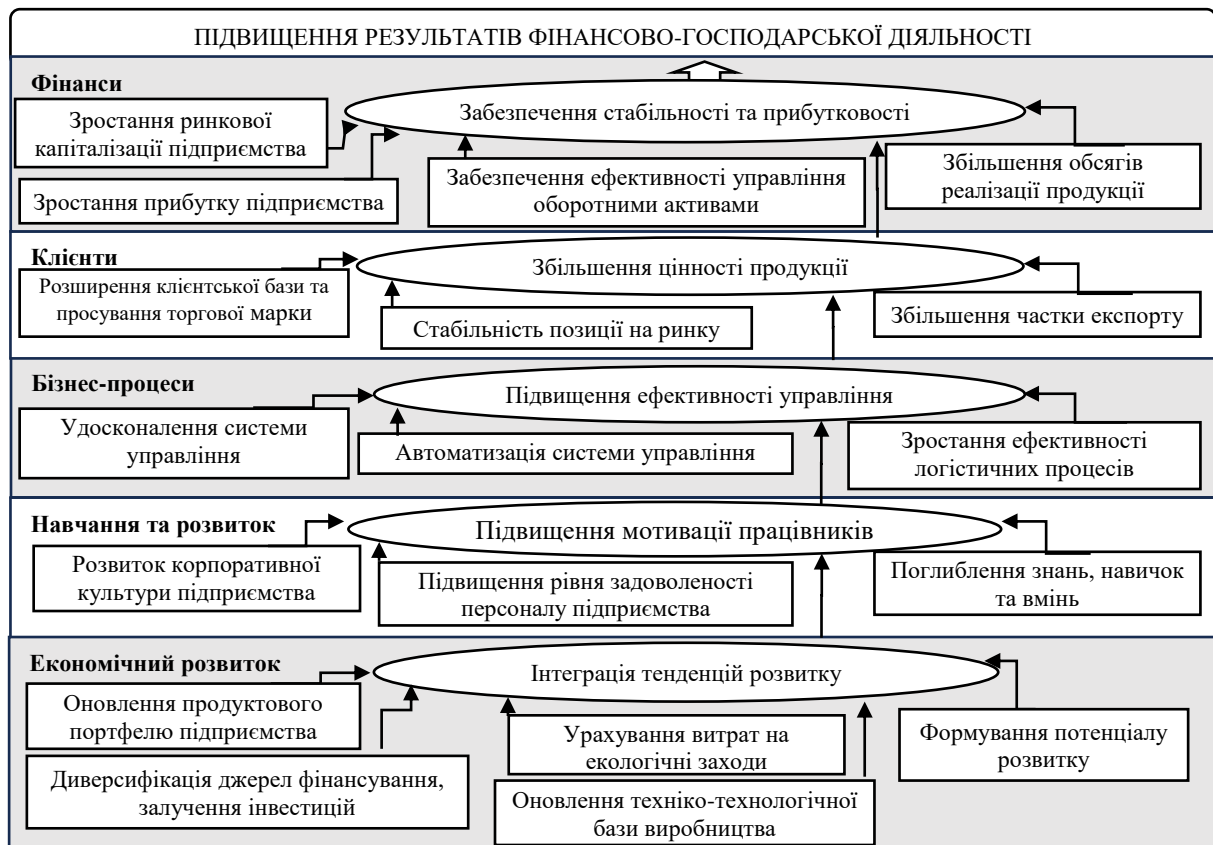 ПІДВИЩЕННЯ РЕЗУЛЬТАТІВ ФІНАНСОВО-ГОСПОДАРСЬКОЇ ДІЯЛЬНОСТІ
Фінанси
Забезпечення стабільності та прибутковості
Зростання ринкової
капіталізації підприємства
Зростання прибутку підприємства
Забезпечення ефективності управління
оборотними активами
Збільшення обсягів
реалізації продукції
Клієнти
Збільшення цінності продукції
Розширення клієнтської бази та
просування торгової марки
Стабільність позиції на ринку
Збільшення частки експорту
Бізнес-процеси
Підвищення ефективності управління
Удосконалення системи
управління
Автоматизація системи управління
Зростання ефективності
логістичних процесів
Навчання та розвиток
Підвищення мотивації працівників
Розвиток корпоративної
культури підприємства
Підвищення рівня задоволеності
персоналу підприємства
Поглиблення знань, навичок
та вмінь
Економічний розвиток
Інтеграція тенденцій розвитку
Оновлення продуктового
портфелю підприємства
Диверсифікація джерел фінансування,
залучення інвестицій
Урахування витрат на
екологічні заходи
Оновлення техніко-технологічної
бази виробництва
Формування потенціалу
розвитку